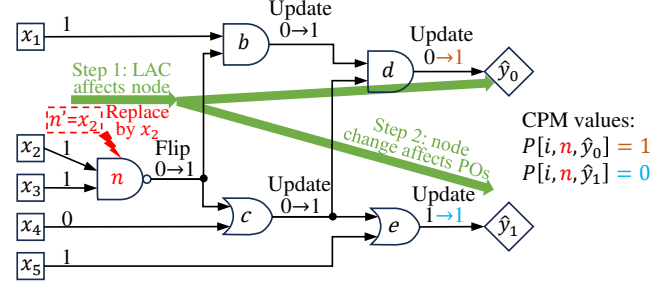 x₁ 1 b Update
0→1 Update
d 0→1 ŷ₀
Step 1: LAC
affects node
n'=x₂ Replace
by x₂
Step 2: node
change affects POs
CPM values:
P[i, n, ŷ₀] = 1
P[i, n, ŷ₁] = 0
x₂ 1 n Flip
0→1
x₃ 1
Update
0→1
Update
1→1
x₄ 0 c e ŷ₁
x₅ 1